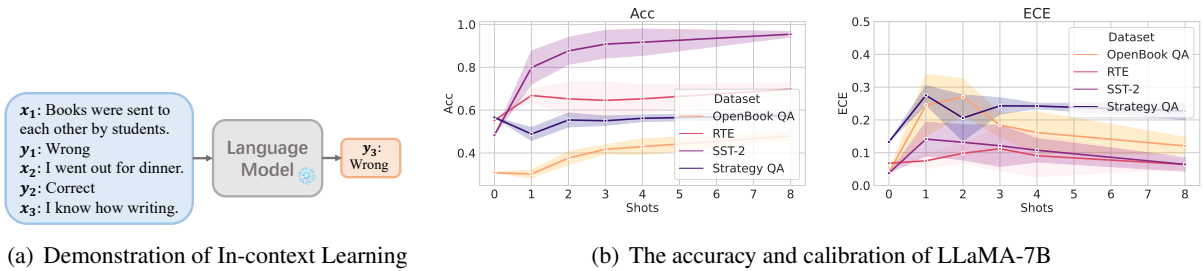 x₁: Books were sent to
each other by students.
y₁: Wrong
x₂: I went out for dinner.
y₂: Correct
x₃: I know how writing.
Language
Model
y₃:
Wrong
(a) Demonstration of In-context Learning
Acc
Acc
1.0
0.8
0.6
0.4
0 1 2 3 4 5 6 7 8
Shots
Dataset
OpenBook QA
RTE
SST-2
Strategy QA
ECE
ECE
0.5
0.4
0.3
0.2
0.1
0.0
0 1 2 3 4 5 6 7 8
Shots
Dataset
OpenBook QA
RTE
SST-2
Strategy QA
(b) The accuracy and calibration of LLaMA-7B